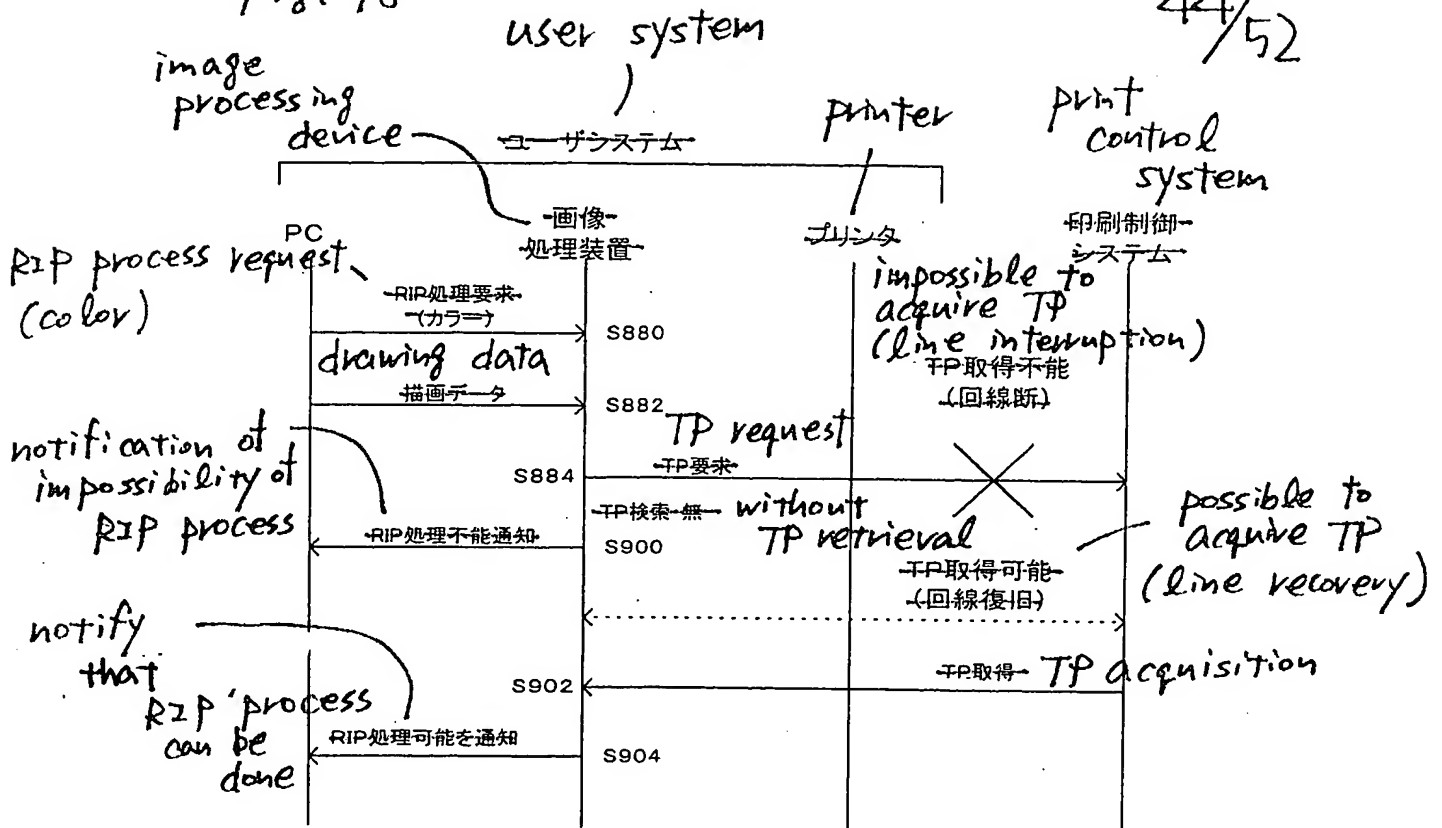 44/52
user system
image
processing
device
printer
print
control
system
ユーザシステム
PC
画像
処理装置
プリンタ
印刷制御
システム
RIP process request
(color)
RIP処理要求
(カラー)
S880
impossible to
acquire TP
(line interruption)
TP取得不能
(回線断)
drawing data
描画データ
S882
notification of
impossibility of
RIP process
TP request
S884
TP要求
TP検索 無
without
TP retrieval
RIP処理不能通知
S900
possible to
acquire TP
(line recovery)
TP取得可能
(回線復旧)
notify
that
RIP process
can be
done
S902
TP取得
TP acquisition
RIP処理可能を通知
S904